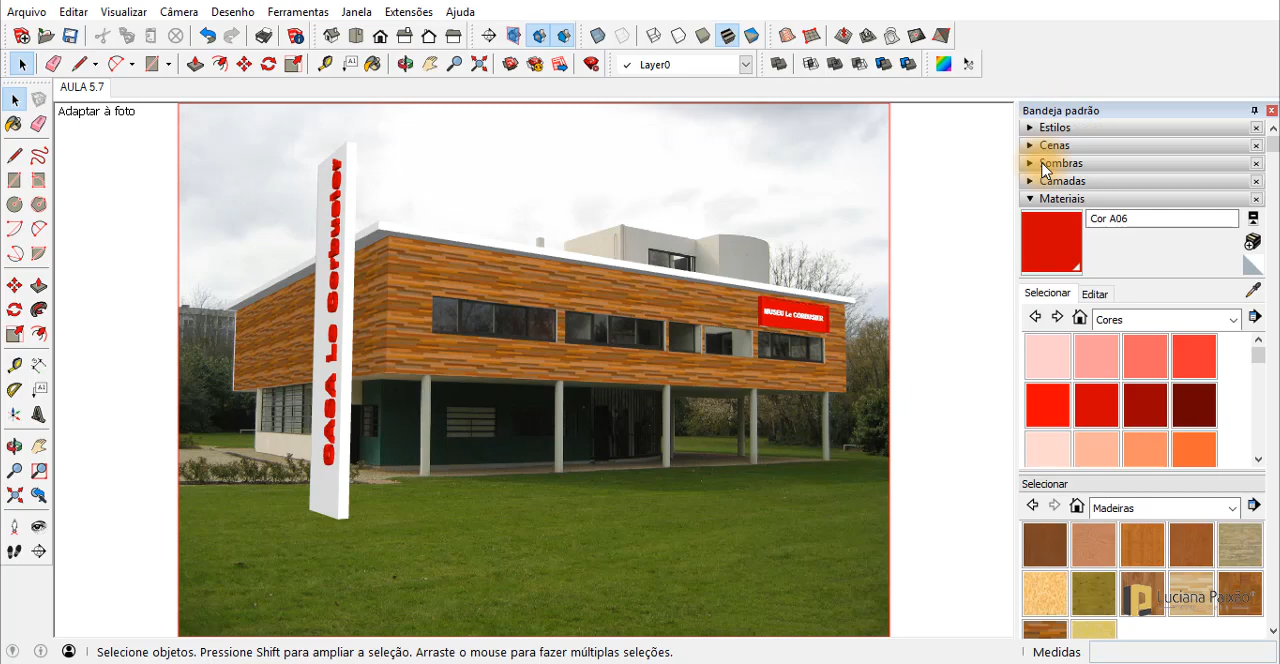 Arquivo Editar Visualizar Câmera Desenho Ferramentas Janela Extensões Ajuda
Layer0
AULA 5.7
Adaptar à foto
CASA Le Corbusier
MUSEU Le CORBUSIER
Bandeja padrão
Estilos
Cenas
Sombras
Camadas
Materiais
Cor A06
Selecionar Editar
Cores
Selecionar
Madeiras
Luciana Paixão
Selecione objetos. Pressione Shift para ampliar a seleção. Arraste o mouse para fazer múltiplas seleções.
Medidas